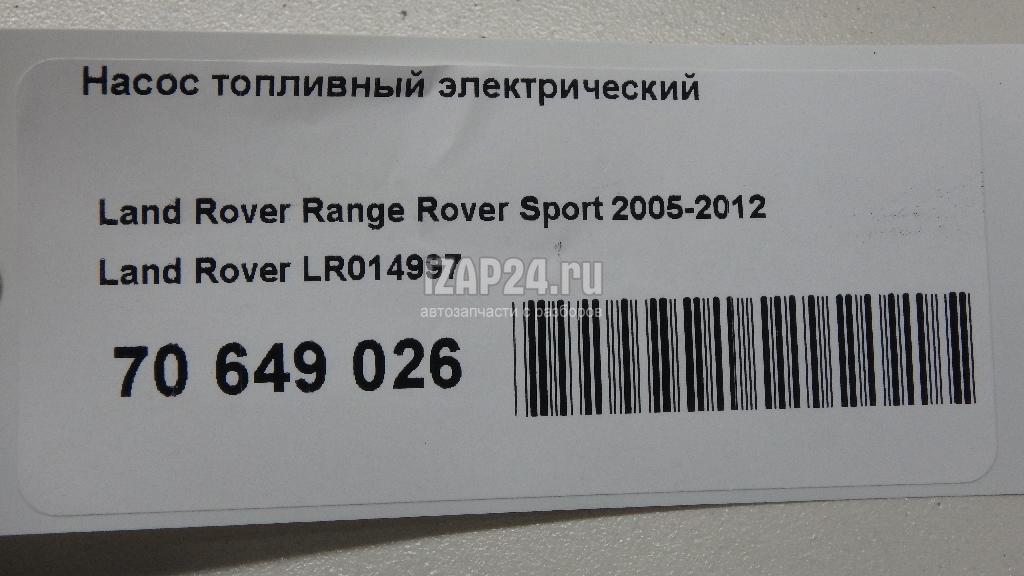 Насос топливный электрический
Land Rover Range Rover Sport 2005-2012
Land Rover LR014997
iZAP24.ru
автозапчасти с разборов
70 649 026